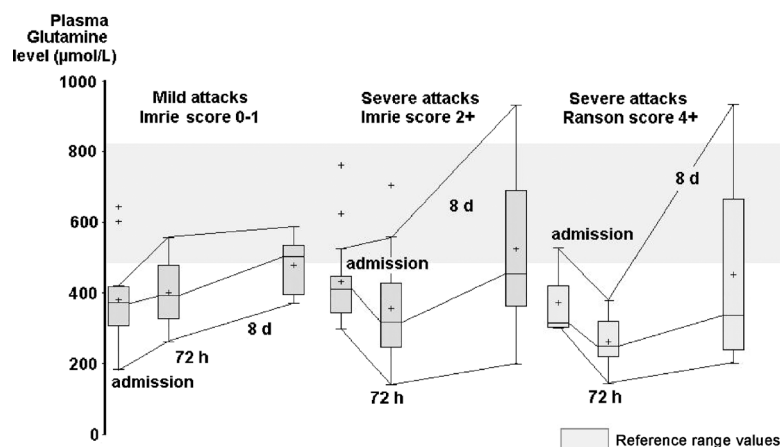 Plasma
Glutamine
level (µmol/L)
1000
800
600
400
200
0
Mild attacks
Imrie score 0-1
admission
72 h
8 d
Severe attacks
Imrie score 2+
admission
72 h
8 d
Severe attacks
Ranson score 4+
admission
72 h
8 d
Reference range values